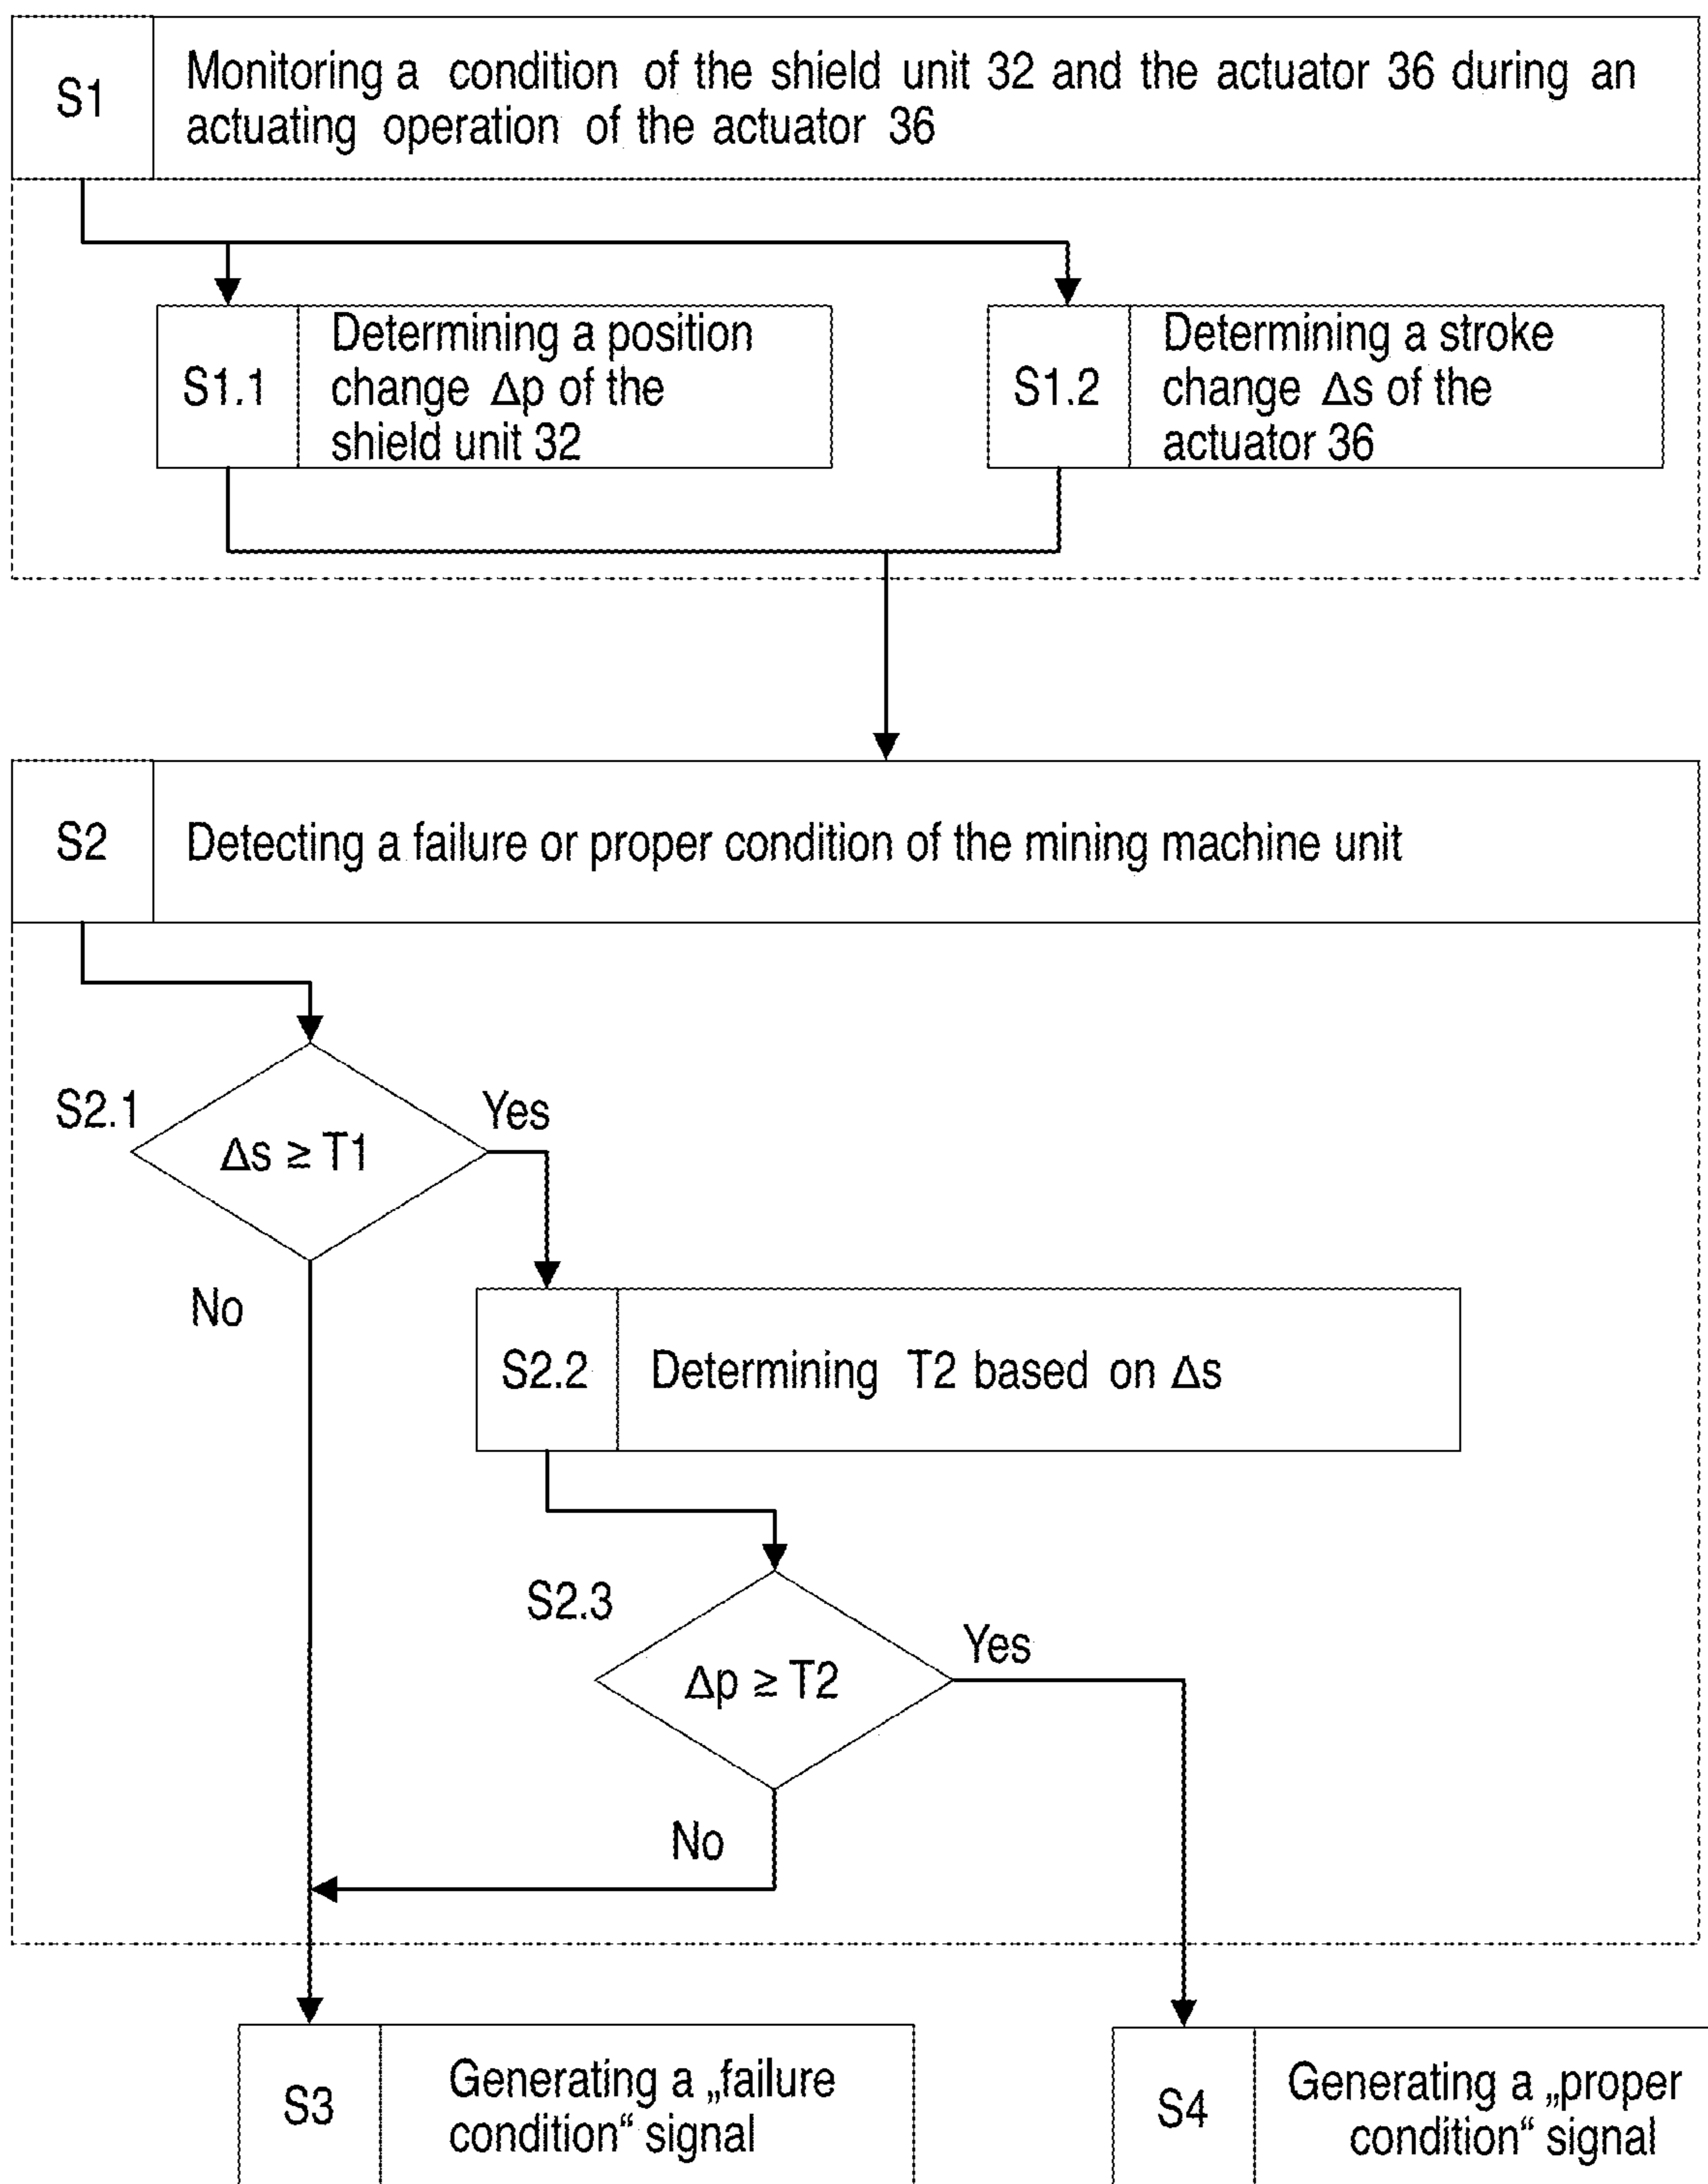 S1
Monitoring a condition of the shield unit 32 and the actuator 36 during an
actuating operation of the actuator 36
S1.1
Determining a position
change Δp of the
shield unit 32
S1.2
Determining a stroke
change Δs of the
actuator 36
S2
Detecting a failure or proper condition of the mining machine unit
S2.1
Yes
Δs ≥ T1
No
S2.2
Determining T2 based on Δs
S2.3
Yes
Δp ≥ T2
No
S3
Generating a „failure
condition“ signal
S4
Generating a „proper
condition“ signal